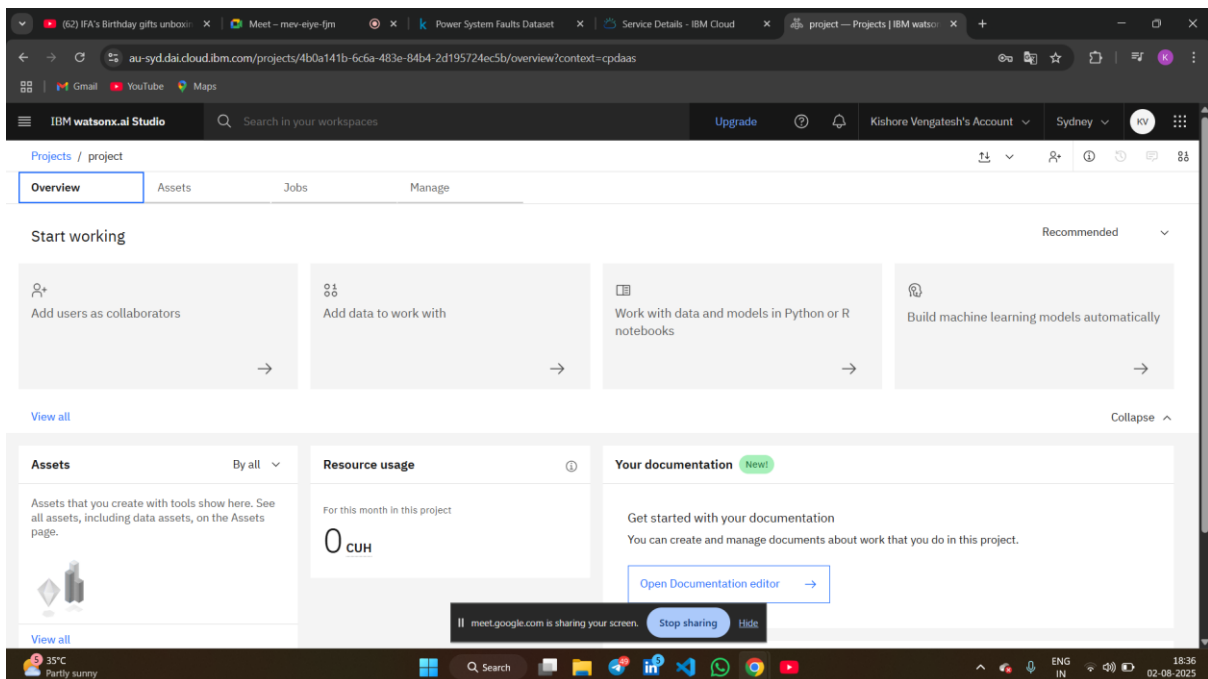 (62) IFA's Birthday gifts unboxin
Meet – mev-eiye-fjm
Power System Faults Dataset
Service Details - IBM Cloud
project — Projects | IBM watson
au-syd.dai.cloud.ibm.com/projects/4b0a141b-6c6a-483e-84b4-2d195724ec5b/overview?context=cpdaas
K
Gmail YouTube Maps
IBM watsonx.ai Studio
Search in your workspaces
Upgrade
Kishore Vengatesh's Account
Sydney
KV
Projects / project
Overview Assets Jobs Manage
Start working
Recommended
Add users as collaborators
Add data to work with
Work with data and models in Python or R
notebooks
Build machine learning models automatically
View all
Collapse
Assets
By all
Assets that you create with tools show here. See
all assets, including data assets, on the Assets
page.
View all
Resource usage
For this month in this project
0 CUH
Your documentation New!
Get started with your documentation
You can create and manage documents about work that you do in this project.
Open Documentation editor
meet.google.com is sharing your screen. Stop sharing Hide
5
35°C
Partly sunny
Search
ENG
IN
18:36
02-08-2025